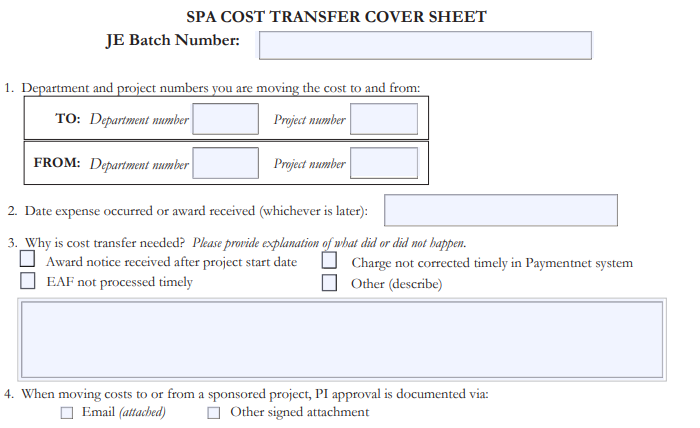 SPA COST TRANSFER COVER SHEET
JE Batch Number:
1. Department and project numbers you are moving the cost to and from:
TO: Department number Project number
FROM: Department number Project number
2. Date expense occurred or award received (whichever is later):
3. Why is cost transfer needed? Please provide explanation of what did or did not happen.
Award notice received after project start date Charge not corrected timely in Paymentnet system
EAF not processed timely Other (describe)
4. When moving costs to or from a sponsored project, PI approval is documented via:
Email (attached) Other signed attachment